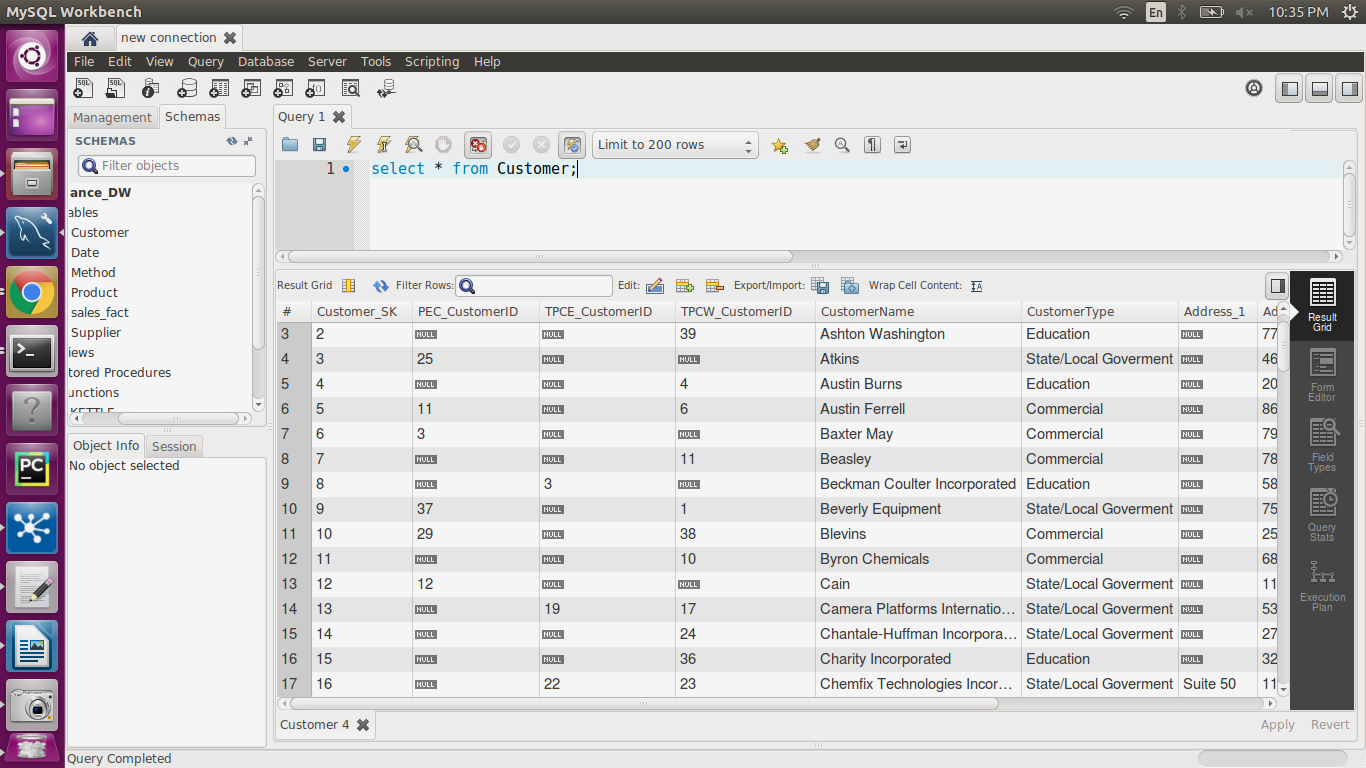 MySQL Workbench En 10:35 PM
new connection
File Edit View Query Database Server Tools Scripting Help
Management Schemas
SCHEMAS
Filter objects
ance_DW
ables
Customer
Date
Method
Product
sales_fact
Supplier
iews
tored Procedures
unctions
KETTLE
Object Info Session
No object selected
Query 1
Limit to 200 rows
1 select * from Customer;
Result Grid Filter Rows: Edit: Export/Import: Wrap Cell Content:
# Customer_SK PEC_CustomerID TPCE_CustomerID TPCW_CustomerID CustomerName CustomerType Address_1 Ad
3 2 NULL NULL 39 Ashton Washington Education NULL 77
4 3 25 NULL NULL Atkins State/Local Goverment NULL 46
5 4 NULL NULL 4 Austin Burns Education NULL 20
6 5 11 NULL 6 Austin Ferrell Commercial NULL 86
7 6 3 NULL NULL Baxter May Commercial NULL 79
8 7 NULL NULL 11 Beasley Commercial NULL 78
9 8 NULL 3 NULL Beckman Coulter Incorporated Education NULL 58
10 9 37 NULL 1 Beverly Equipment State/Local Goverment NULL 75
11 10 29 NULL 38 Blevins Commercial NULL 25
12 11 NULL NULL 10 Byron Chemicals Commercial NULL 68
13 12 12 NULL NULL Cain State/Local Goverment NULL 11
14 13 NULL 19 17 Camera Platforms Internatio... State/Local Goverment NULL 53
15 14 NULL NULL 24 Chantale-Huffman Incorpora... State/Local Goverment NULL 27
16 15 NULL NULL 36 Charity Incorporated Education NULL 32
17 16 NULL 22 23 Chemfix Technologies Incor... State/Local Goverment Suite 50 11
Result
Grid
Form
Editor
Field
Types
Query
Stats
Execution
Plan
Customer 4 Apply Revert
Query Completed